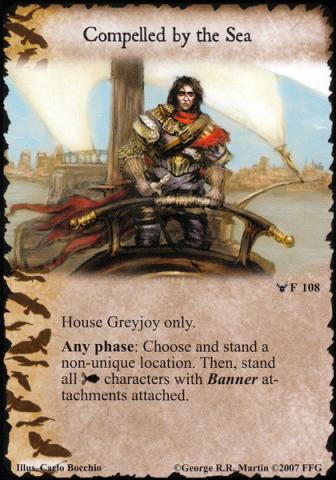 Compelled by the Sea
F 108
House Greyjoy only.
Any phase: Choose and stand a
non-unique location. Then, stand
all characters with Banner at-
tachments attached.
Illus. Carlo Bocchio ©George R.R. Martin ©2007 FFG